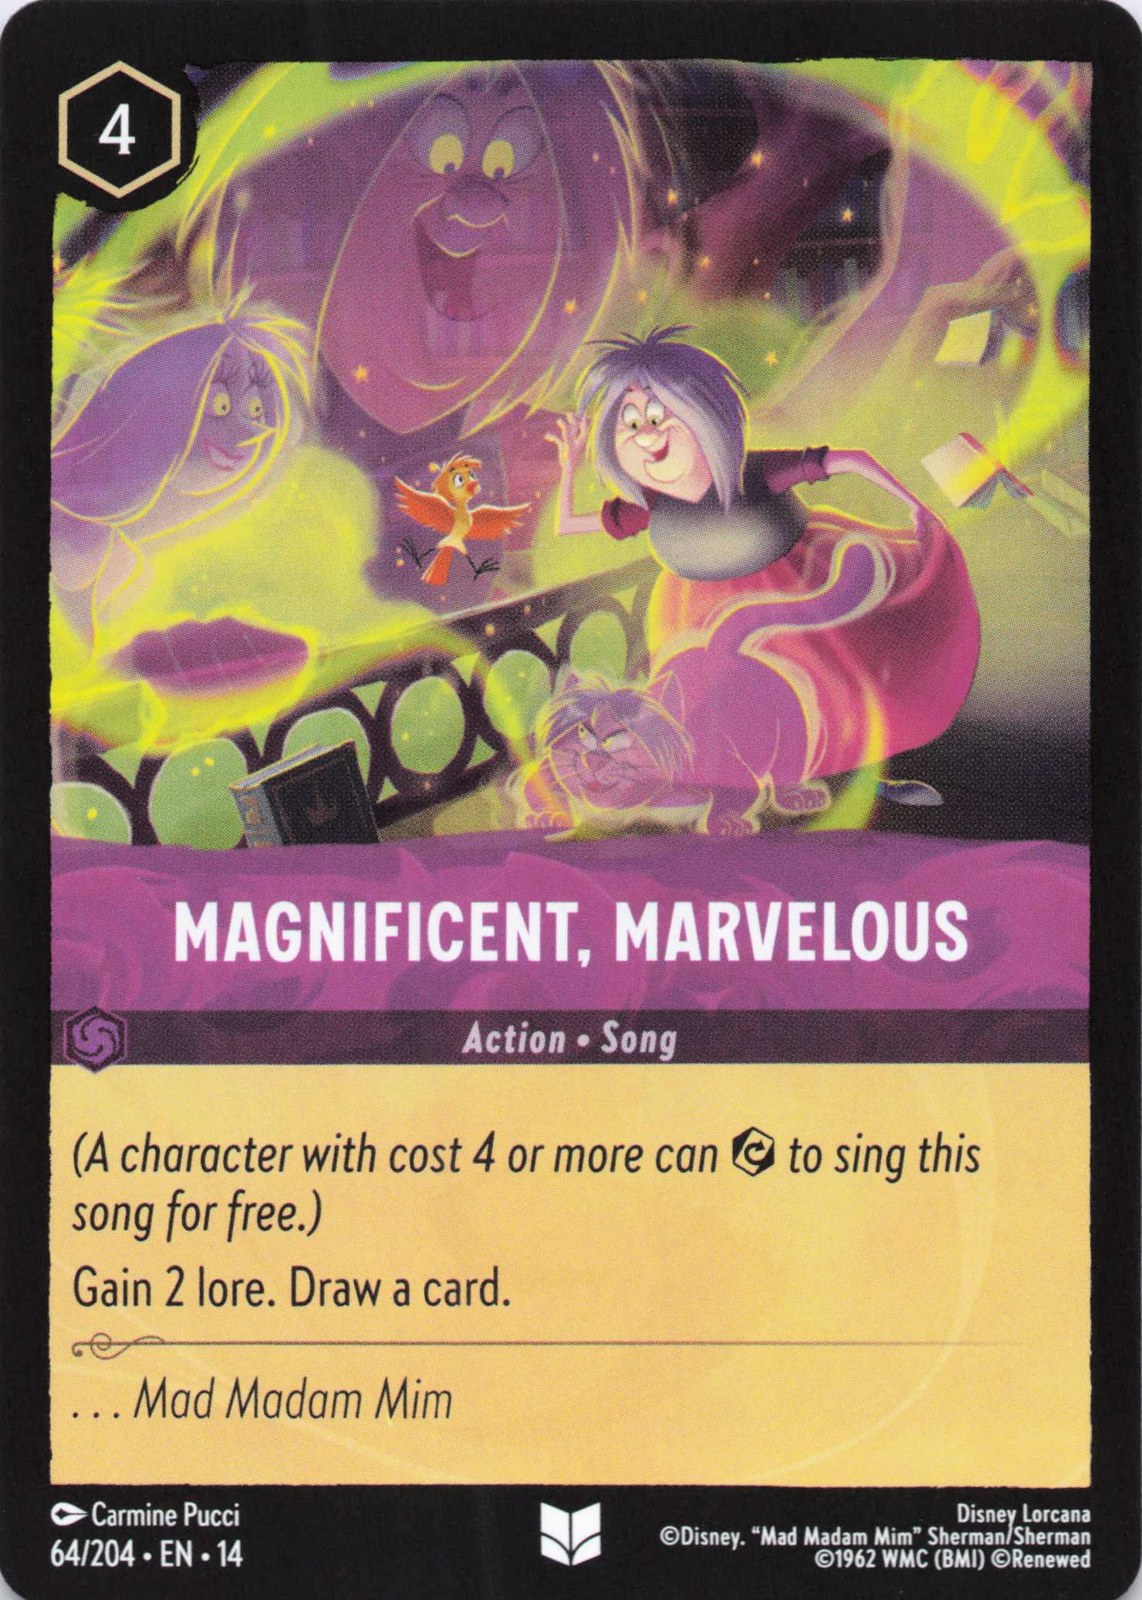 4
MAGNIFICENT, MARVELOUS
Action • Song
(A character with cost 4 or more can to sing this
song for free.)
Gain 2 lore. Draw a card.
. . . Mad Madam Mim
Carmine Pucci
64/204 • EN • 14
Disney Lorcana
©Disney. “Mad Madam Mim” Sherman/Sherman
©1962 WMC (BMI) ©Renewed